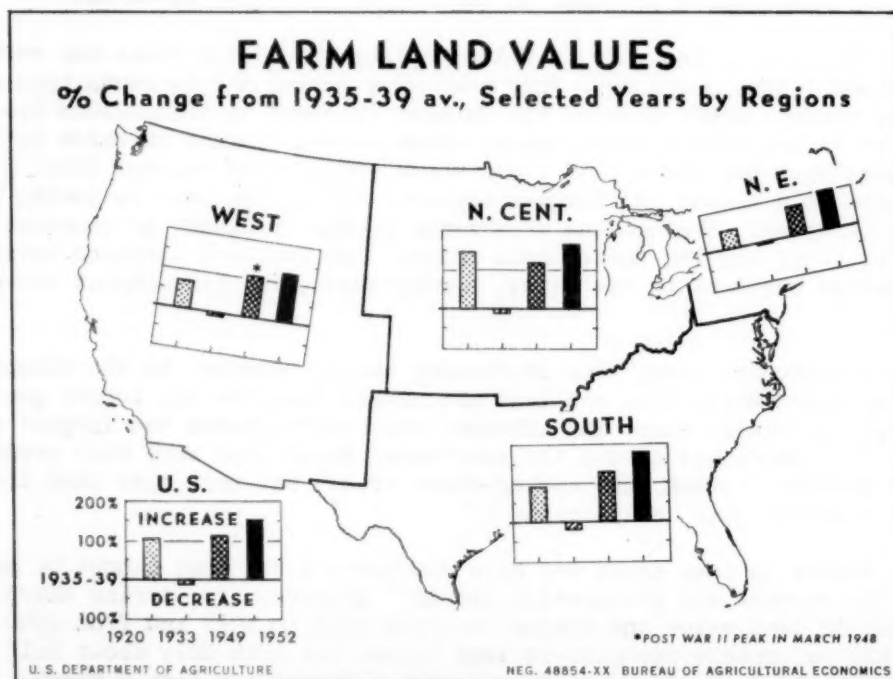 FARM LAND VALUES
% Change from 1935-39 av., Selected Years by Regions
N. E.
WEST
N. CENT.
*
SOUTH
U.S.
200%
INCREASE
100%
1935-39
DECREASE
100%
1920 1933 1949 1952
*POST WAR II PEAK IN MARCH 1948
U. S. DEPARTMENT OF AGRICULTURE
NEG. 48854-XX BUREAU OF AGRICULTURAL ECONOMICS